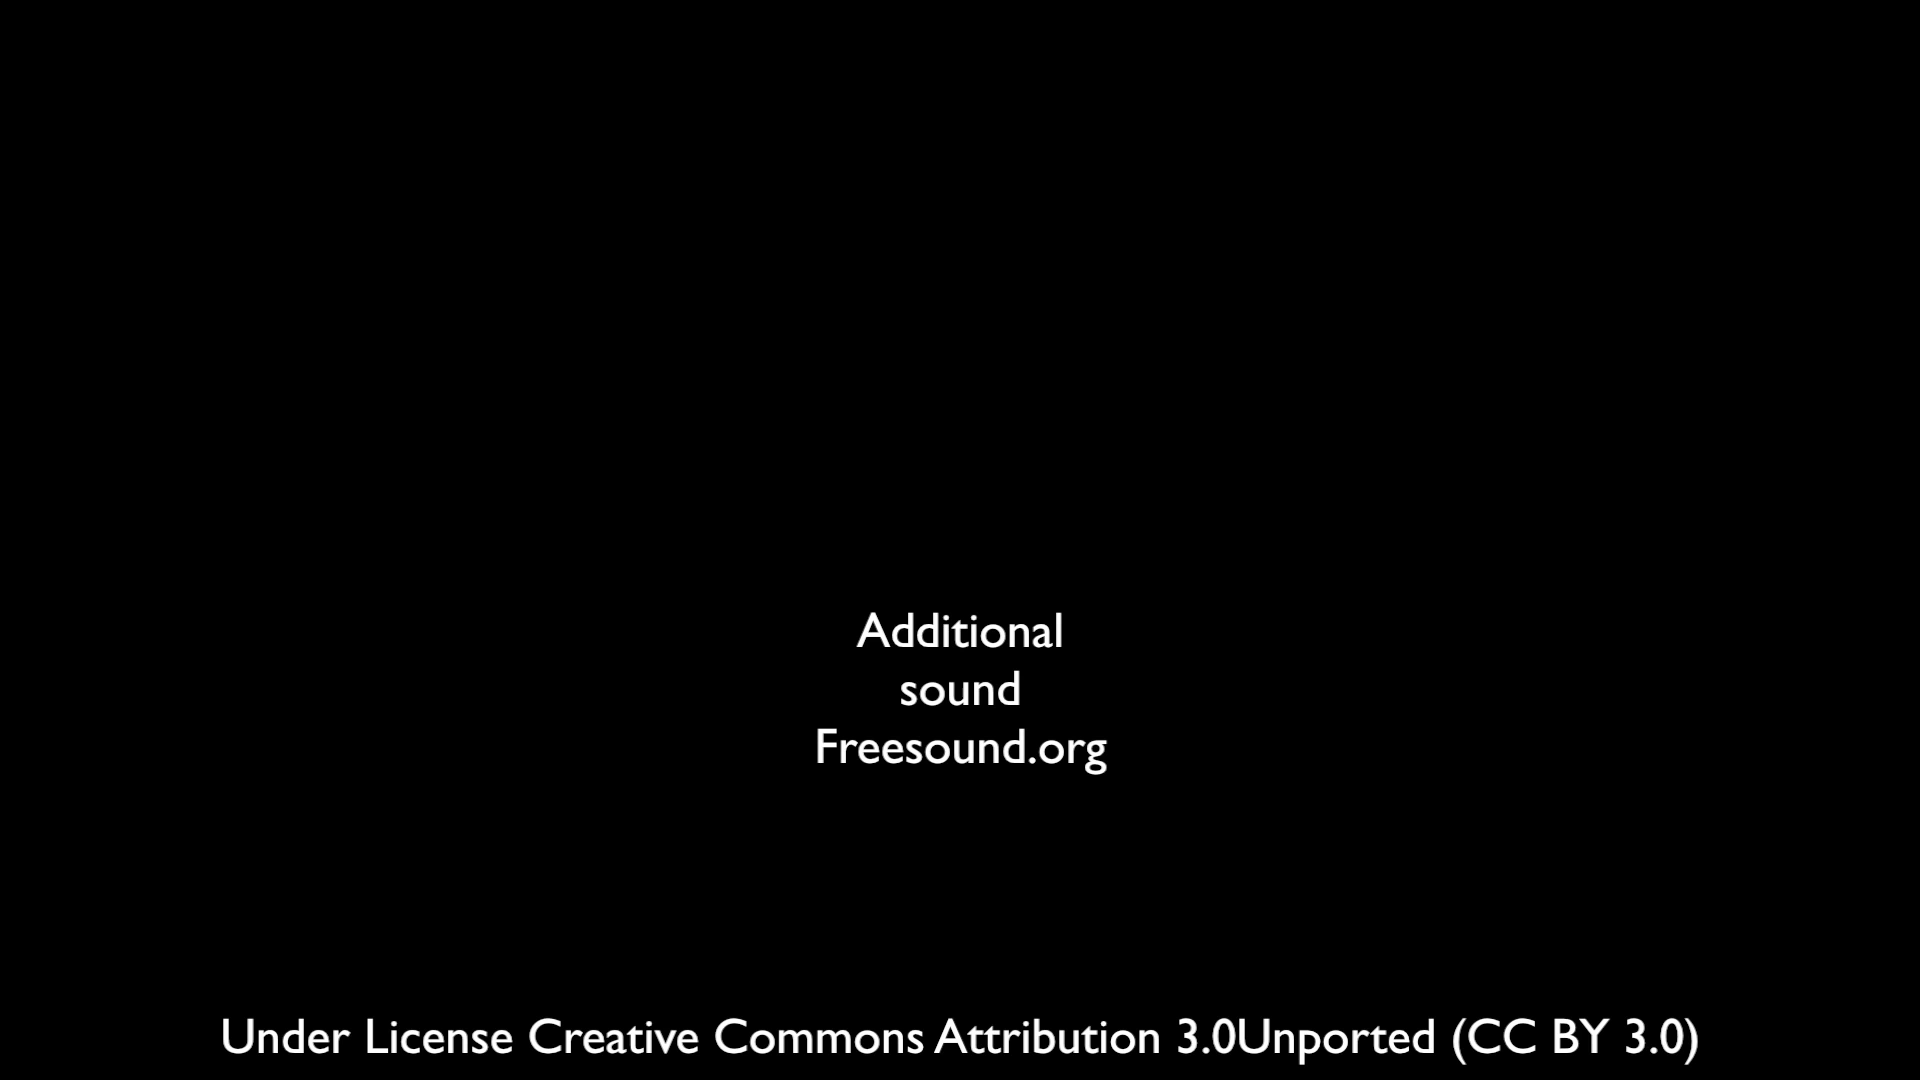 Additional
sound
Freesound.org
Under License Creative Commons Attribution 3.0Unported (CC BY 3.0)